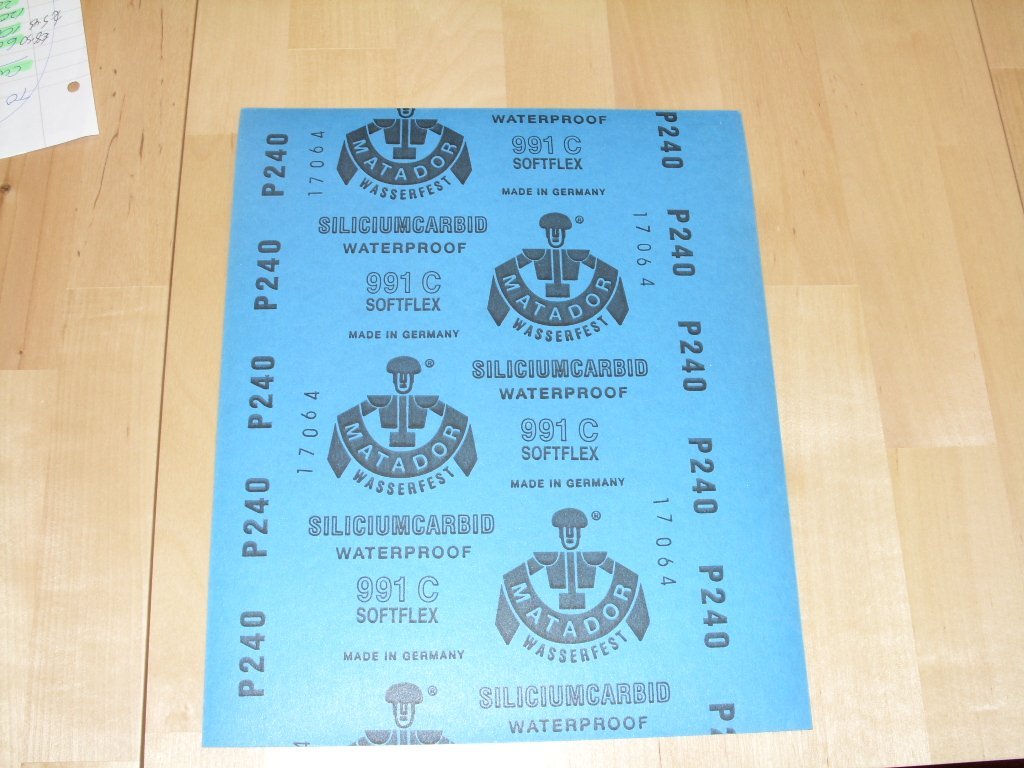 P240
P240
P240
P240
P240
17064
17064
MATADOR
WASSERFEST
SILICIUMCARBID
WATERPROOF
991 C
SOFTFLEX
MADE IN GERMANY
®
MATADOR
WASSERFEST
SILICIUMCARBID
WATERPROOF
991 C
SOFTFLEX
MADE IN GERMANY
®
WATERPROOF
991 C
SOFTFLEX
MADE IN GERMANY
®
MATADOR
WASSERFEST
SILICIUMCARBID
WATERPROOF
991 C
SOFTFLEX
MADE IN GERMANY
®
MATADOR
WASSERFEST
SILICIUMCARBID
WATERPROOF
17064
17064
P240
P240
P240
P240
P240